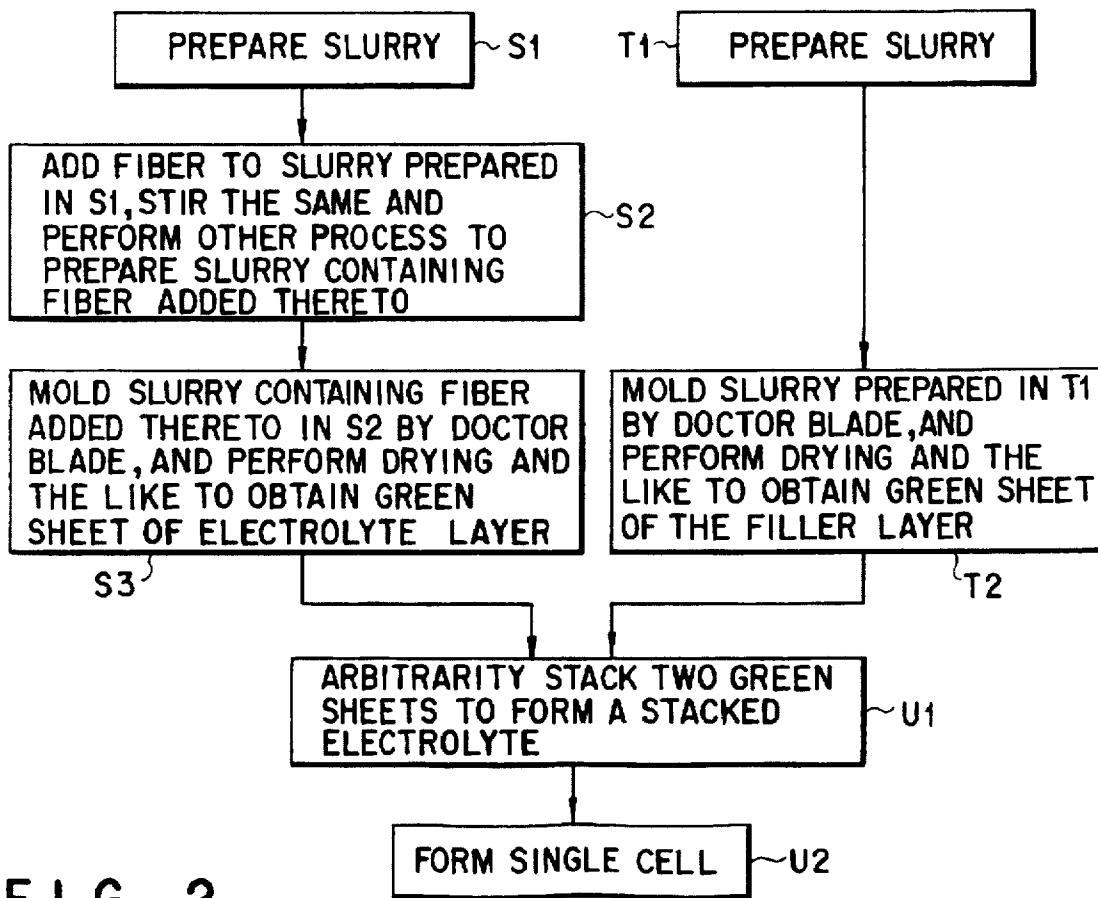 PREPARE SLURRY
S1
T1
PREPARE SLURRY
ADD FIBER TO SLURRY PREPARED
IN S1, STIR THE SAME AND
PERFORM OTHER PROCESS TO
PREPARE SLURRY CONTAINING
FIBER ADDED THERETO
S2
MOLD SLURRY CONTAINING FIBER
ADDED THERETO IN S2 BY DOCTOR
BLADE, AND PERFORM DRYING AND
THE LIKE TO OBTAIN GREEN
SHEET OF ELECTROLYTE LAYER
S3
MOLD SLURRY PREPARED IN T1
BY DOCTOR BLADE, AND
PERFORM DRYING AND THE
LIKE TO OBTAIN GREEN SHEET
OF THE FILLER LAYER
T2
ARBITRARITY STACK TWO GREEN
SHEETS TO FORM A STACKED
ELECTROLYTE
U1
FORM SINGLE CELL
U2